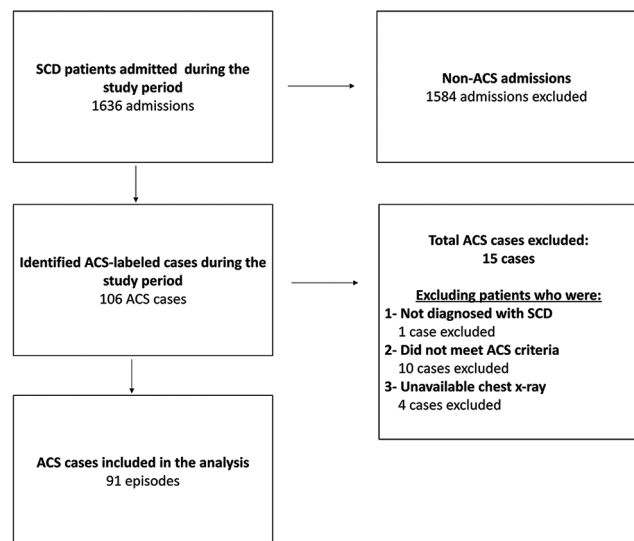 SCD patients admitted during the
study period
1636 admissions
Non-ACS admissions
1584 admissions excluded
Identified ACS-labeled cases during the
study period
106 ACS cases
Total ACS cases excluded:
15 cases
Excluding patients who were:
1- Not diagnosed with SCD
1 case excluded
2- Did not meet ACS criteria
10 cases excluded
3- Unavailable chest x-ray
4 cases excluded
ACS cases included in the analysis
91 episodes